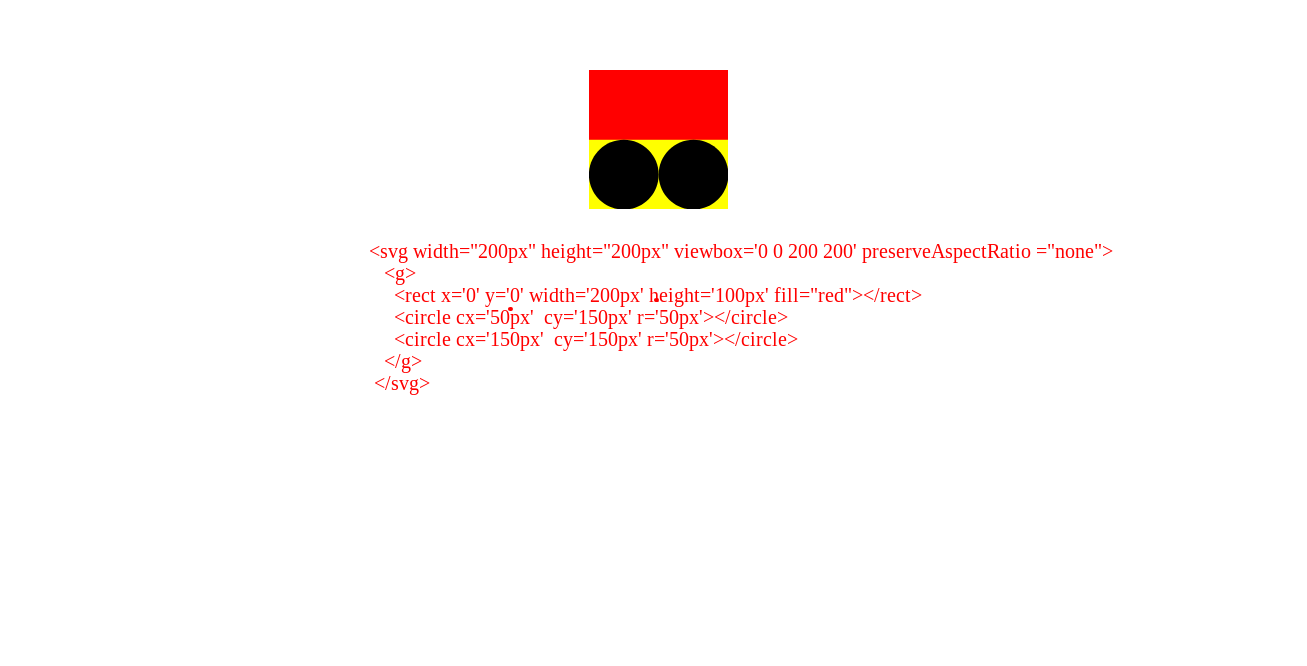 <svg width="200px" height="200px" viewbox='0 0 200 200' preserveAspectRatio ="none">
<g>
<rect x='0' y='0' width='200px' height='100px' fill="red"></rect>
<circle cx='50px'  cy='150px' r='50px'></circle>
<circle cx='150px'  cy='150px' r='50px'></circle>
</g>
</svg>